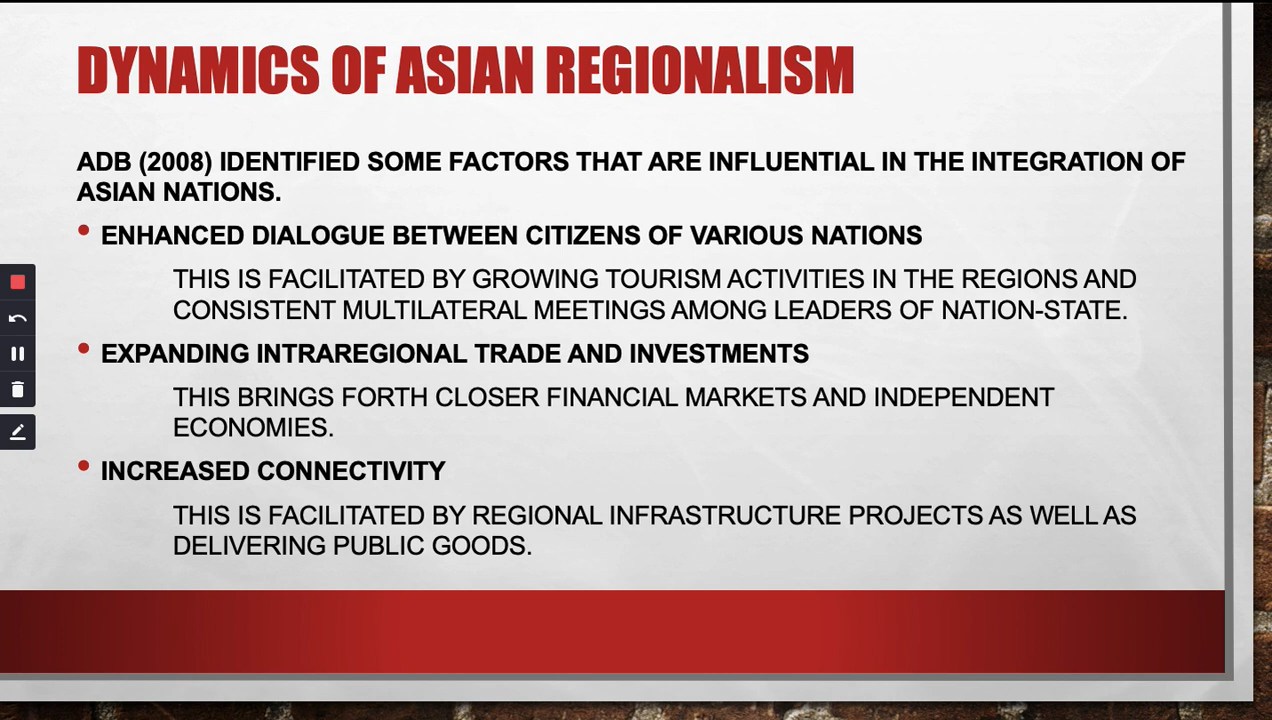 DYNAMICS OF ASIAN REGIONALISM
ADB (2008) IDENTIFIED SOME FACTORS THAT ARE INFLUENTIAL IN THE INTEGRATION OF
ASIAN NATIONS.
• ENHANCED DIALOGUE BETWEEN CITIZENS OF VARIOUS NATIONS
THIS IS FACILITATED BY GROWING TOURISM ACTIVITIES IN THE REGIONS AND
CONSISTENT MULTILATERAL MEETINGS AMONG LEADERS OF NATION-STATE.
• EXPANDING INTRAREGIONAL TRADE AND INVESTMENTS
THIS BRINGS FORTH CLOSER FINANCIAL MARKETS AND INDEPENDENT
ECONOMIES.
• INCREASED CONNECTIVITY
THIS IS FACILITATED BY REGIONAL INFRASTRUCTURE PROJECTS AS WELL AS
DELIVERING PUBLIC GOODS.